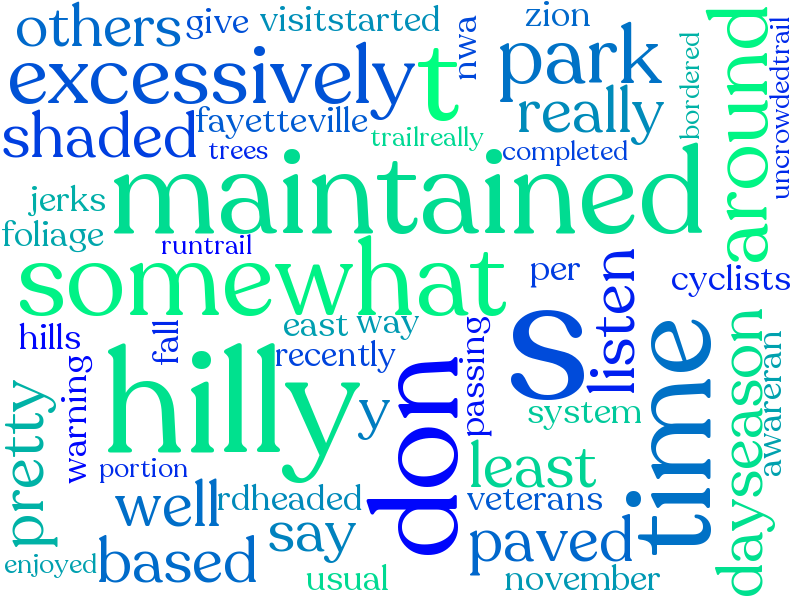 others
give
visitstarted
nwa
zion
park
bordered
around
uncrowdedtrail
excessively
t
really
shaded
fayetteville
trailreally
trees
completed
maintained
jerks
foliage
runtrail
somewhat
per
listen
cyclists
hills
fall
east
way
recently
passing
s
time
dayseason
awareran
warning
hilly
y
don
system
pretty
portion
least
well
rdheaded
veterans
say
paved
based
enjoyed
usual
november